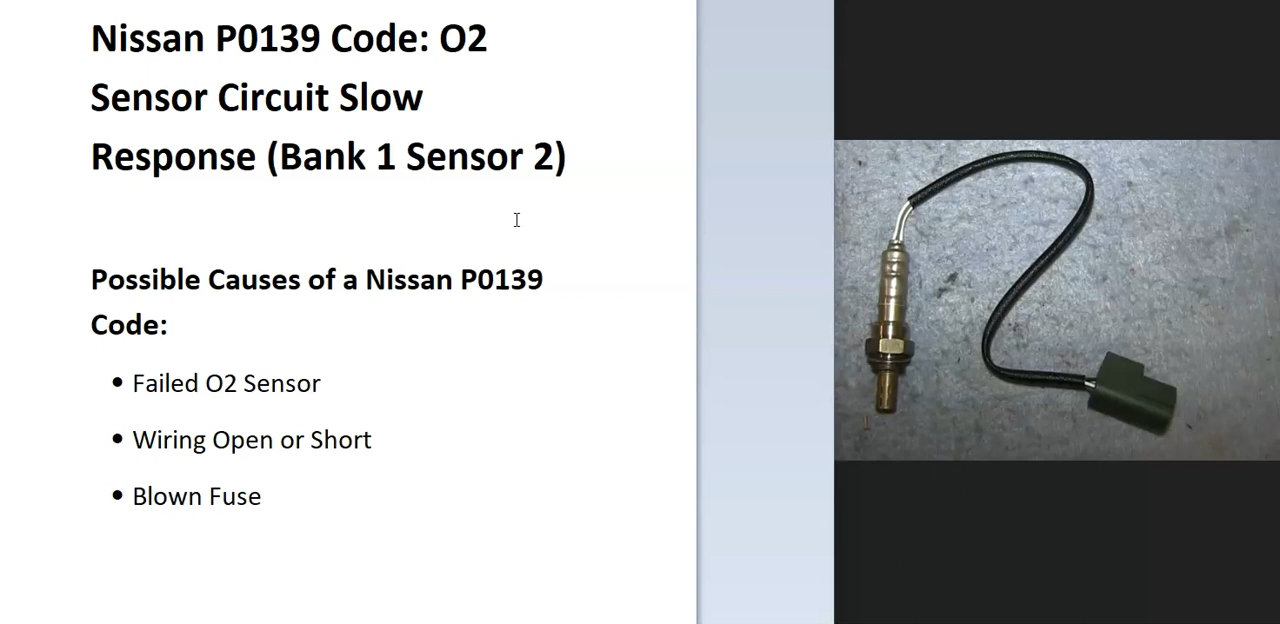 Nissan P0139 Code: O2
Sensor Circuit Slow
Response (Bank 1 Sensor 2)
Possible Causes of a Nissan P0139
Code:
• Failed O2 Sensor
• Wiring Open or Short
• Blown Fuse